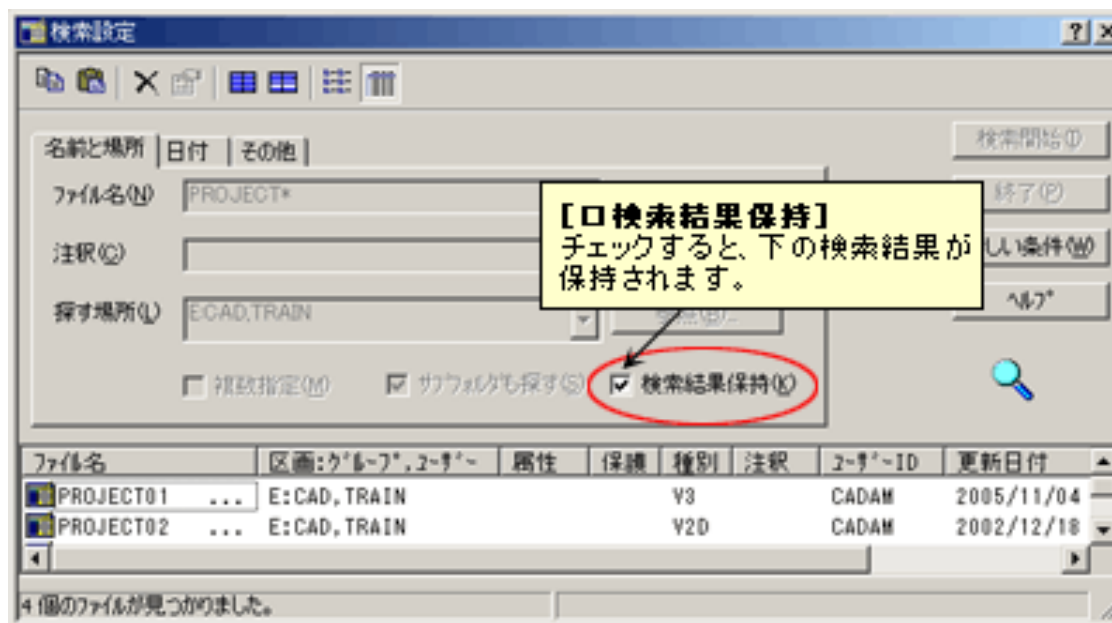 検索設定
名前と場所 日付 その他
検索開始(I)
ファイル名(N) PROJECT*
終了(P)
[口検索結果保持]
チェックすると、下の検索結果が
保持されます。
注釈(C)
しい条件(W)
探す場所(L) E:CAD,TRAIN
ヘルプ
複数指定(M) サブフォルダも探す(S) 検索結果保持(K)
ファイル名 区画:グループ,ユーザー 属性 保護 種別 注釈 ユーザーID 更新日付
PROJECT01 ... E:CAD,TRAIN V3 CADAM 2005/11/04
PROJECT02 ... E:CAD,TRAIN V2D CADAM 2002/12/18
4 個のファイルが見つかりました。